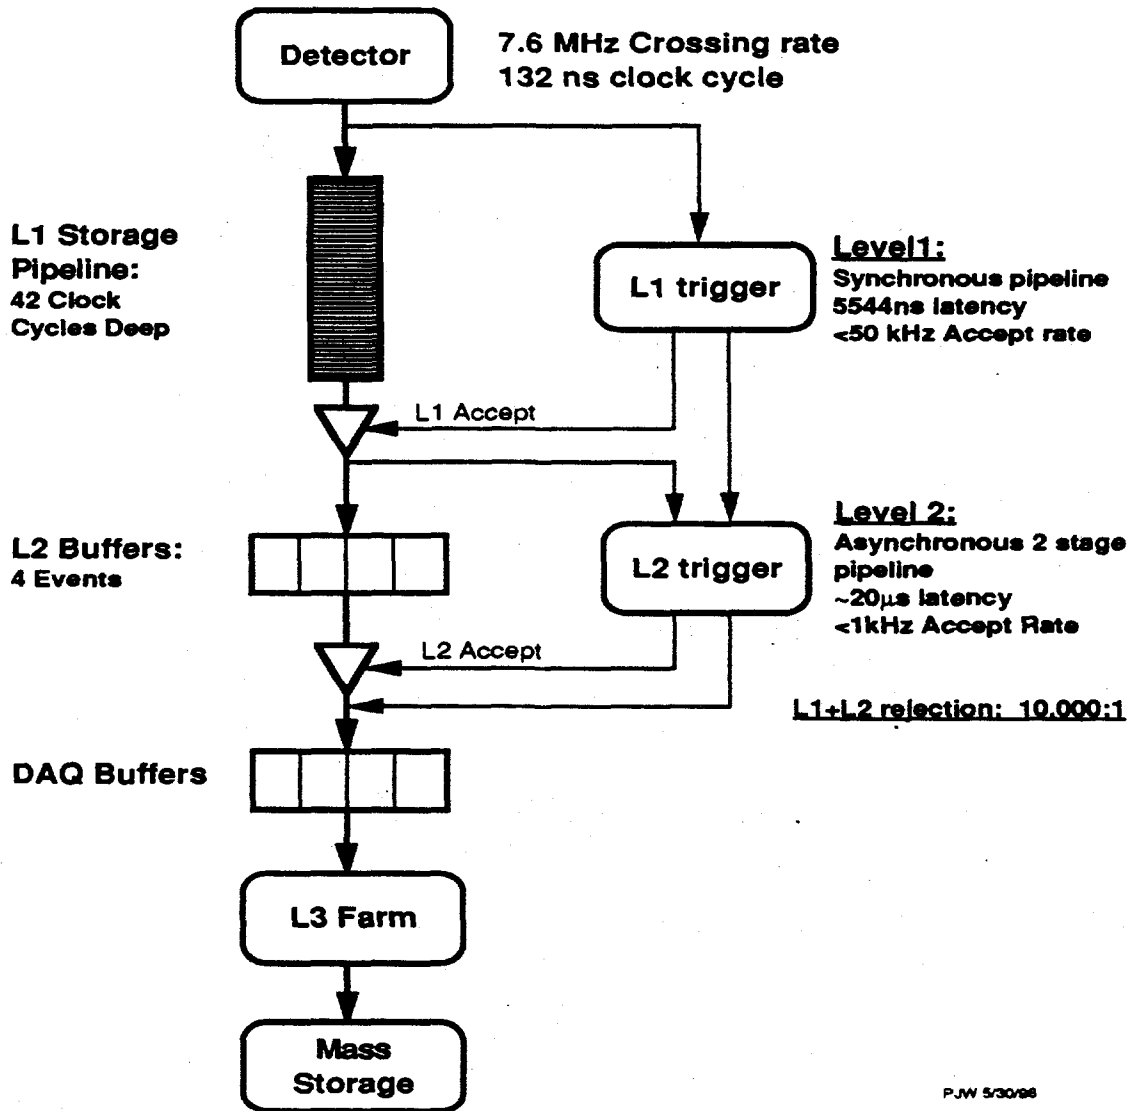 Detector
7.6 MHz Crossing rate
132 ns clock cycle
L1 Storage
Pipeline:
42 Clock
Cycles Deep
L1 trigger
Level1:
Synchronous pipeline
5544ns latency
<50 kHz Accept rate
L1 Accept
L2 Buffers:
4 Events
L2 trigger
Level 2:
Asynchronous 2 stage
pipeline
~20μs latency
<1kHz Accept Rate
L2 Accept
L1+L2 rejection: 10,000:1
DAQ Buffers
L3 Farm
Mass
Storage
PJW 5/30/96